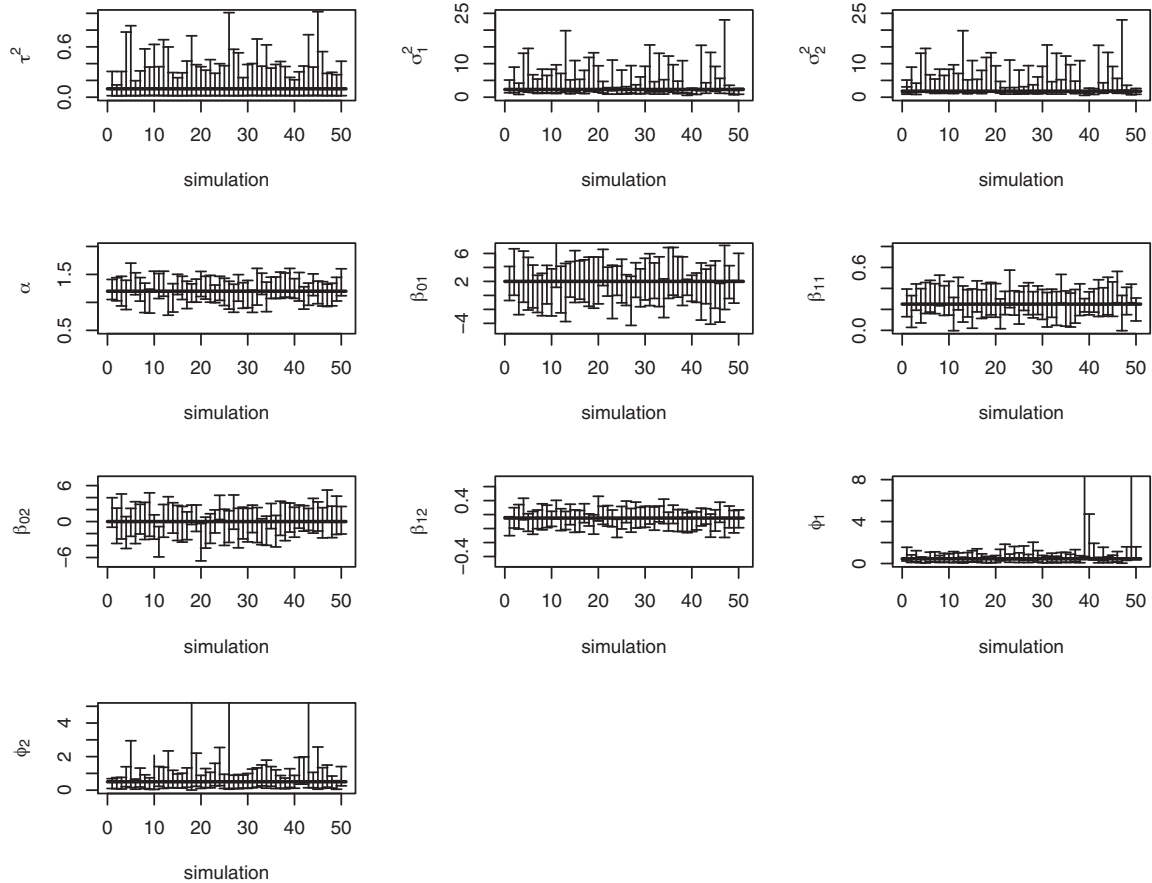 τ² 0.0 0.6
0 10 20 30 40 50
simulation
σ₁² 0 10 25
0 10 20 30 40 50
simulation
σ₂² 0 10 25
0 10 20 30 40 50
simulation
α 0.5 1.5
0 10 20 30 40 50
simulation
β₀₁ −4 2 6
0 10 20 30 40 50
simulation
β₁₁ 0.0 0.6
0 10 20 30 40 50
simulation
β₀₂ −6 0 6
0 10 20 30 40 50
simulation
β₁₂ −0.4 0.4
0 10 20 30 40 50
simulation
ϕ₁ 0 4 8
0 10 20 30 40 50
simulation
ϕ₂ 0 2 4
0 10 20 30 40 50
simulation